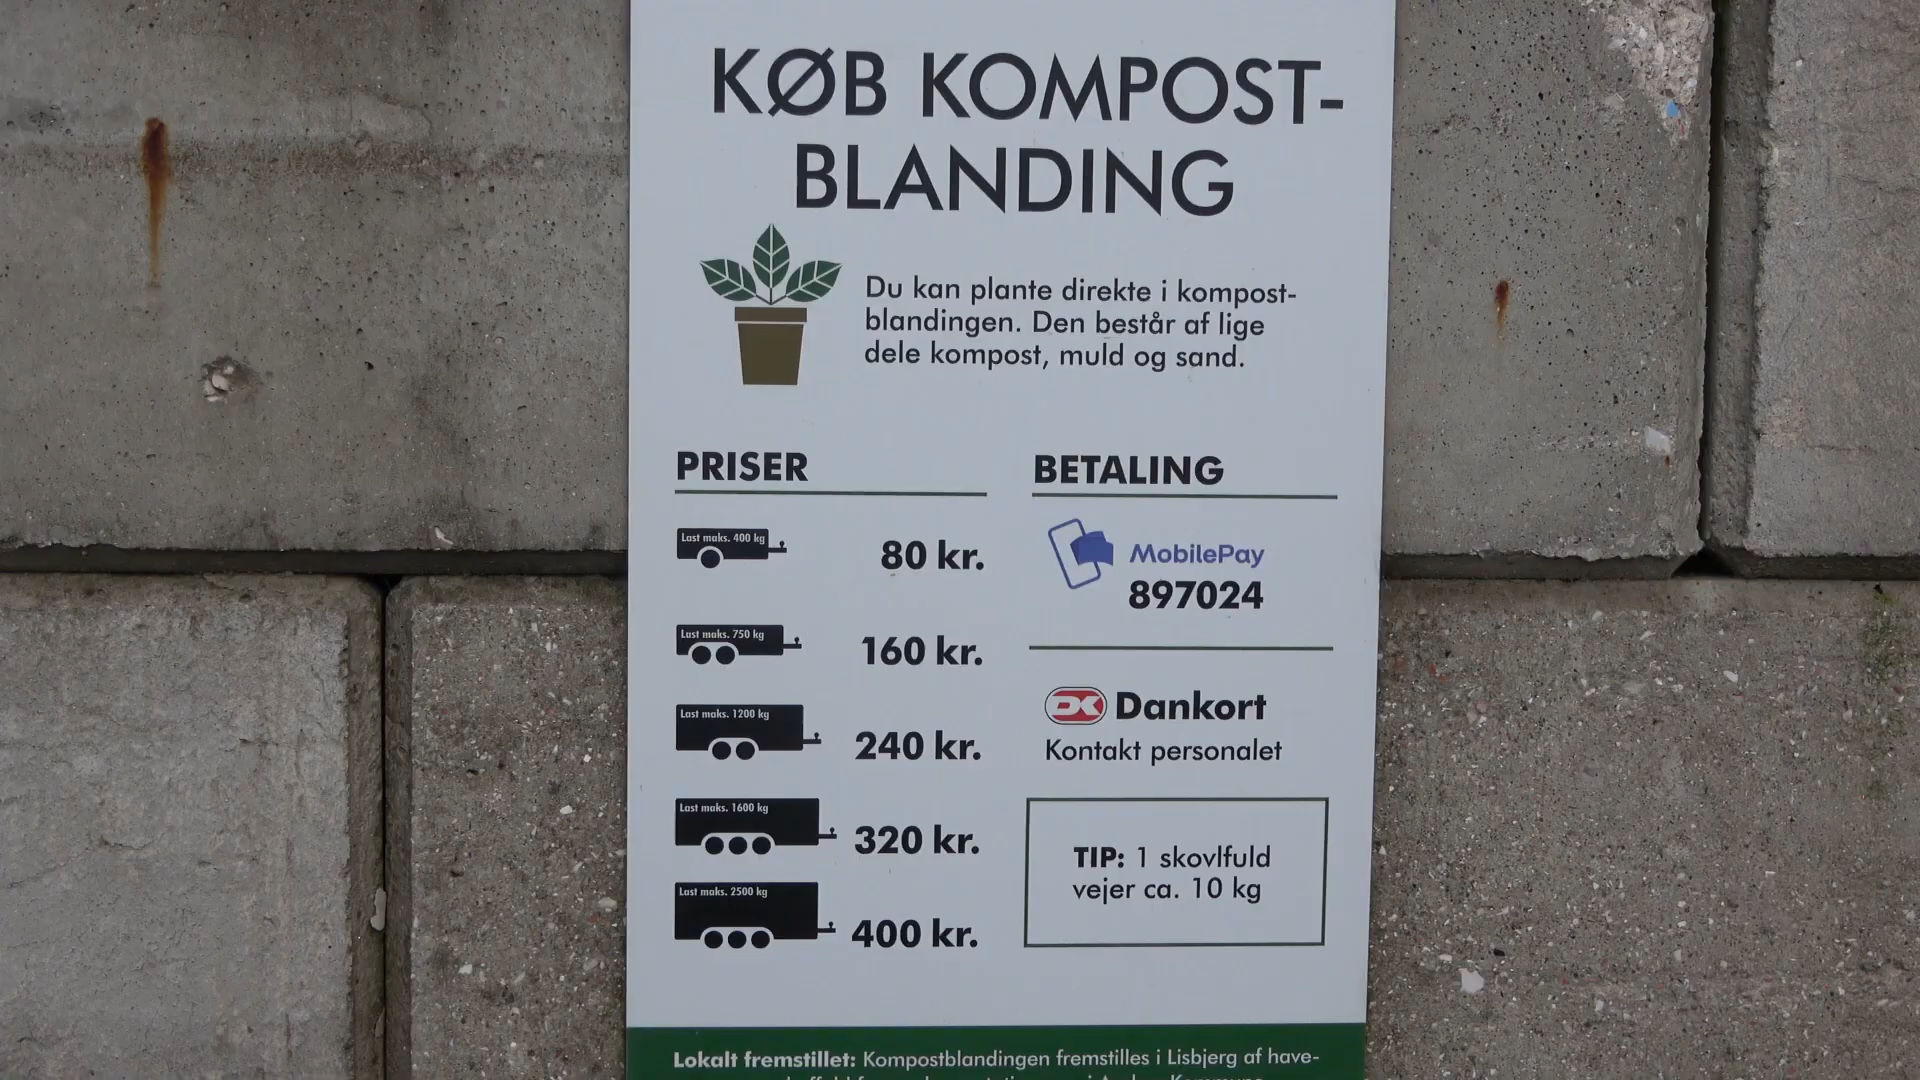 KØB KOMPOST-
BLANDING
Du kan plante direkte i kompost-
blandingen. Den består af lige
dele kompost, muld og sand.
PRISER
Last maks. 400 kg
80 kr.
Last maks. 750 kg
160 kr.
Last maks. 1200 kg
240 kr.
Last maks. 1600 kg
320 kr.
Last maks. 2500 kg
400 kr.
BETALING
MobilePay
897024
DK Dankort
Kontakt personalet
TIP: 1 skovlfuld
vejer ca. 10 kg
Lokalt fremstillet: Kompostblandingen fremstilles i Lisbjerg af have-